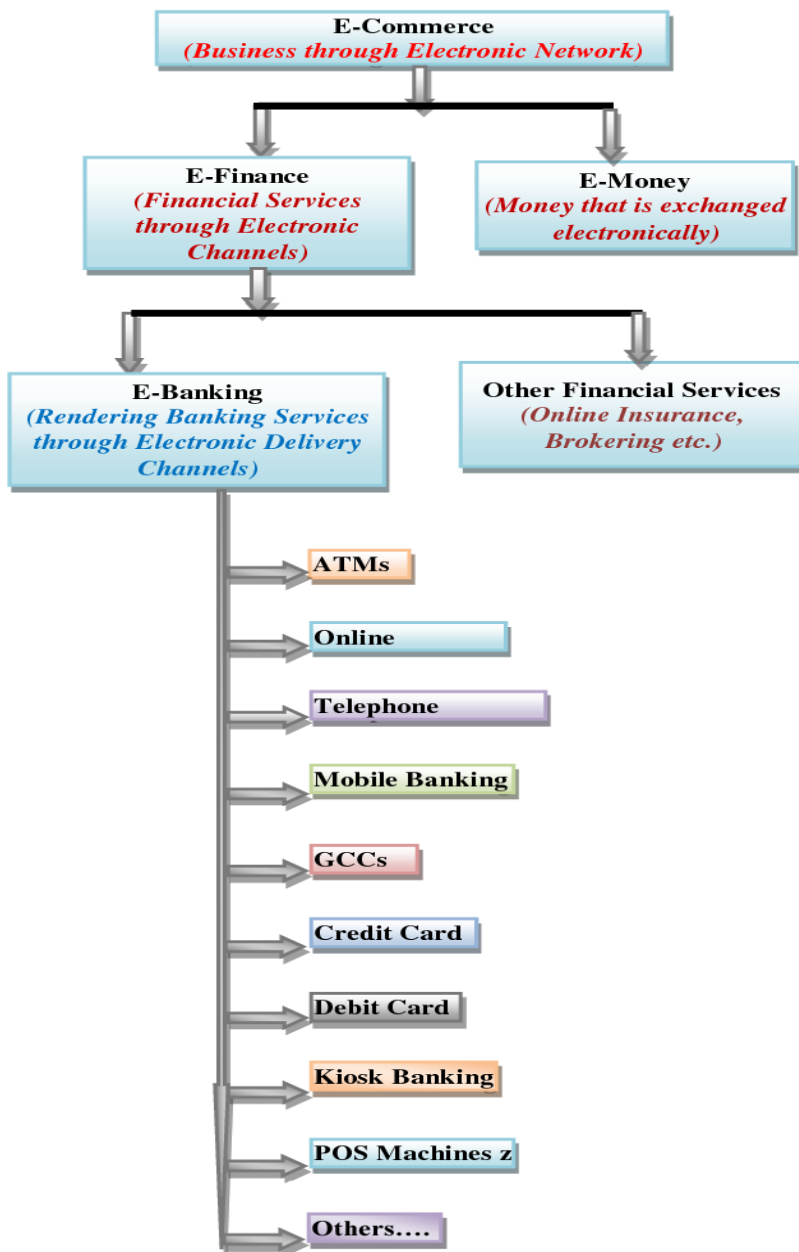 E-Commerce
(Business through Electronic Network)
E-Finance
(Financial Services
through Electronic
Channels)
E-Money
(Money that is exchanged
electronically)
E-Banking
(Rendering Banking Services
through Electronic Delivery
Channels)
Other Financial Services
(Online Insurance,
Brokering etc.)
ATMs
Online
Telephone
Mobile Banking
GCCs
Credit Card
Debit Card
Kiosk Banking
POS Machines z
Others....